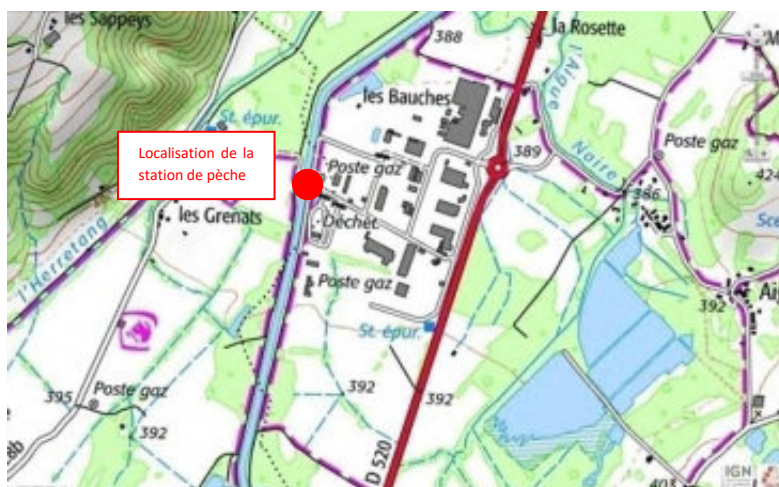 les Sappeys
388
la Rosette
l'Aigue
les Bauches
St. épur.
Localisation de la
station de pèche
Poste gaz
389
Noire
Poste gaz
424
386
les Grenats
Déchet.
l'Herretang
Poste gaz
392
St. épur.
395
Poste gaz
392
392
392
D 520
403
IGN